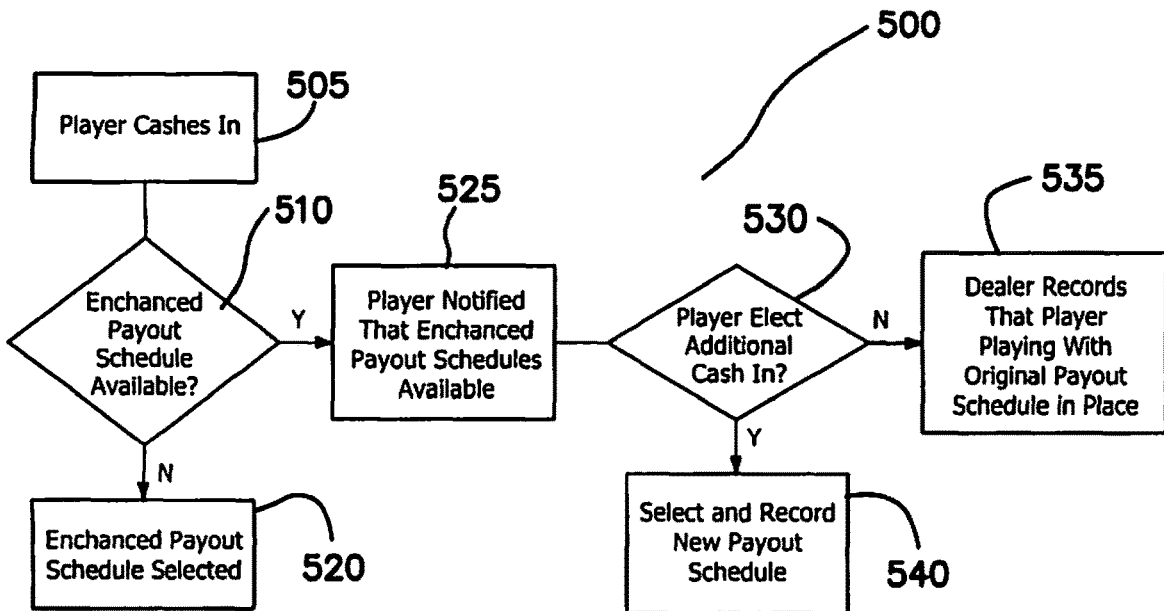 500
505
Player Cashes In
510
Enchanced
Payout
Schedule
Available?
Y
N
520
Enchanced Payout
Schedule Selected
525
Player Notified
That Enchanced
Payout Schedules
Available
530
Player Elect
Additional
Cash In?
N
Y
535
Dealer Records
That Player
Playing With
Original Payout
Schedule in Place
540
Select and Record
New Payout
Schedule